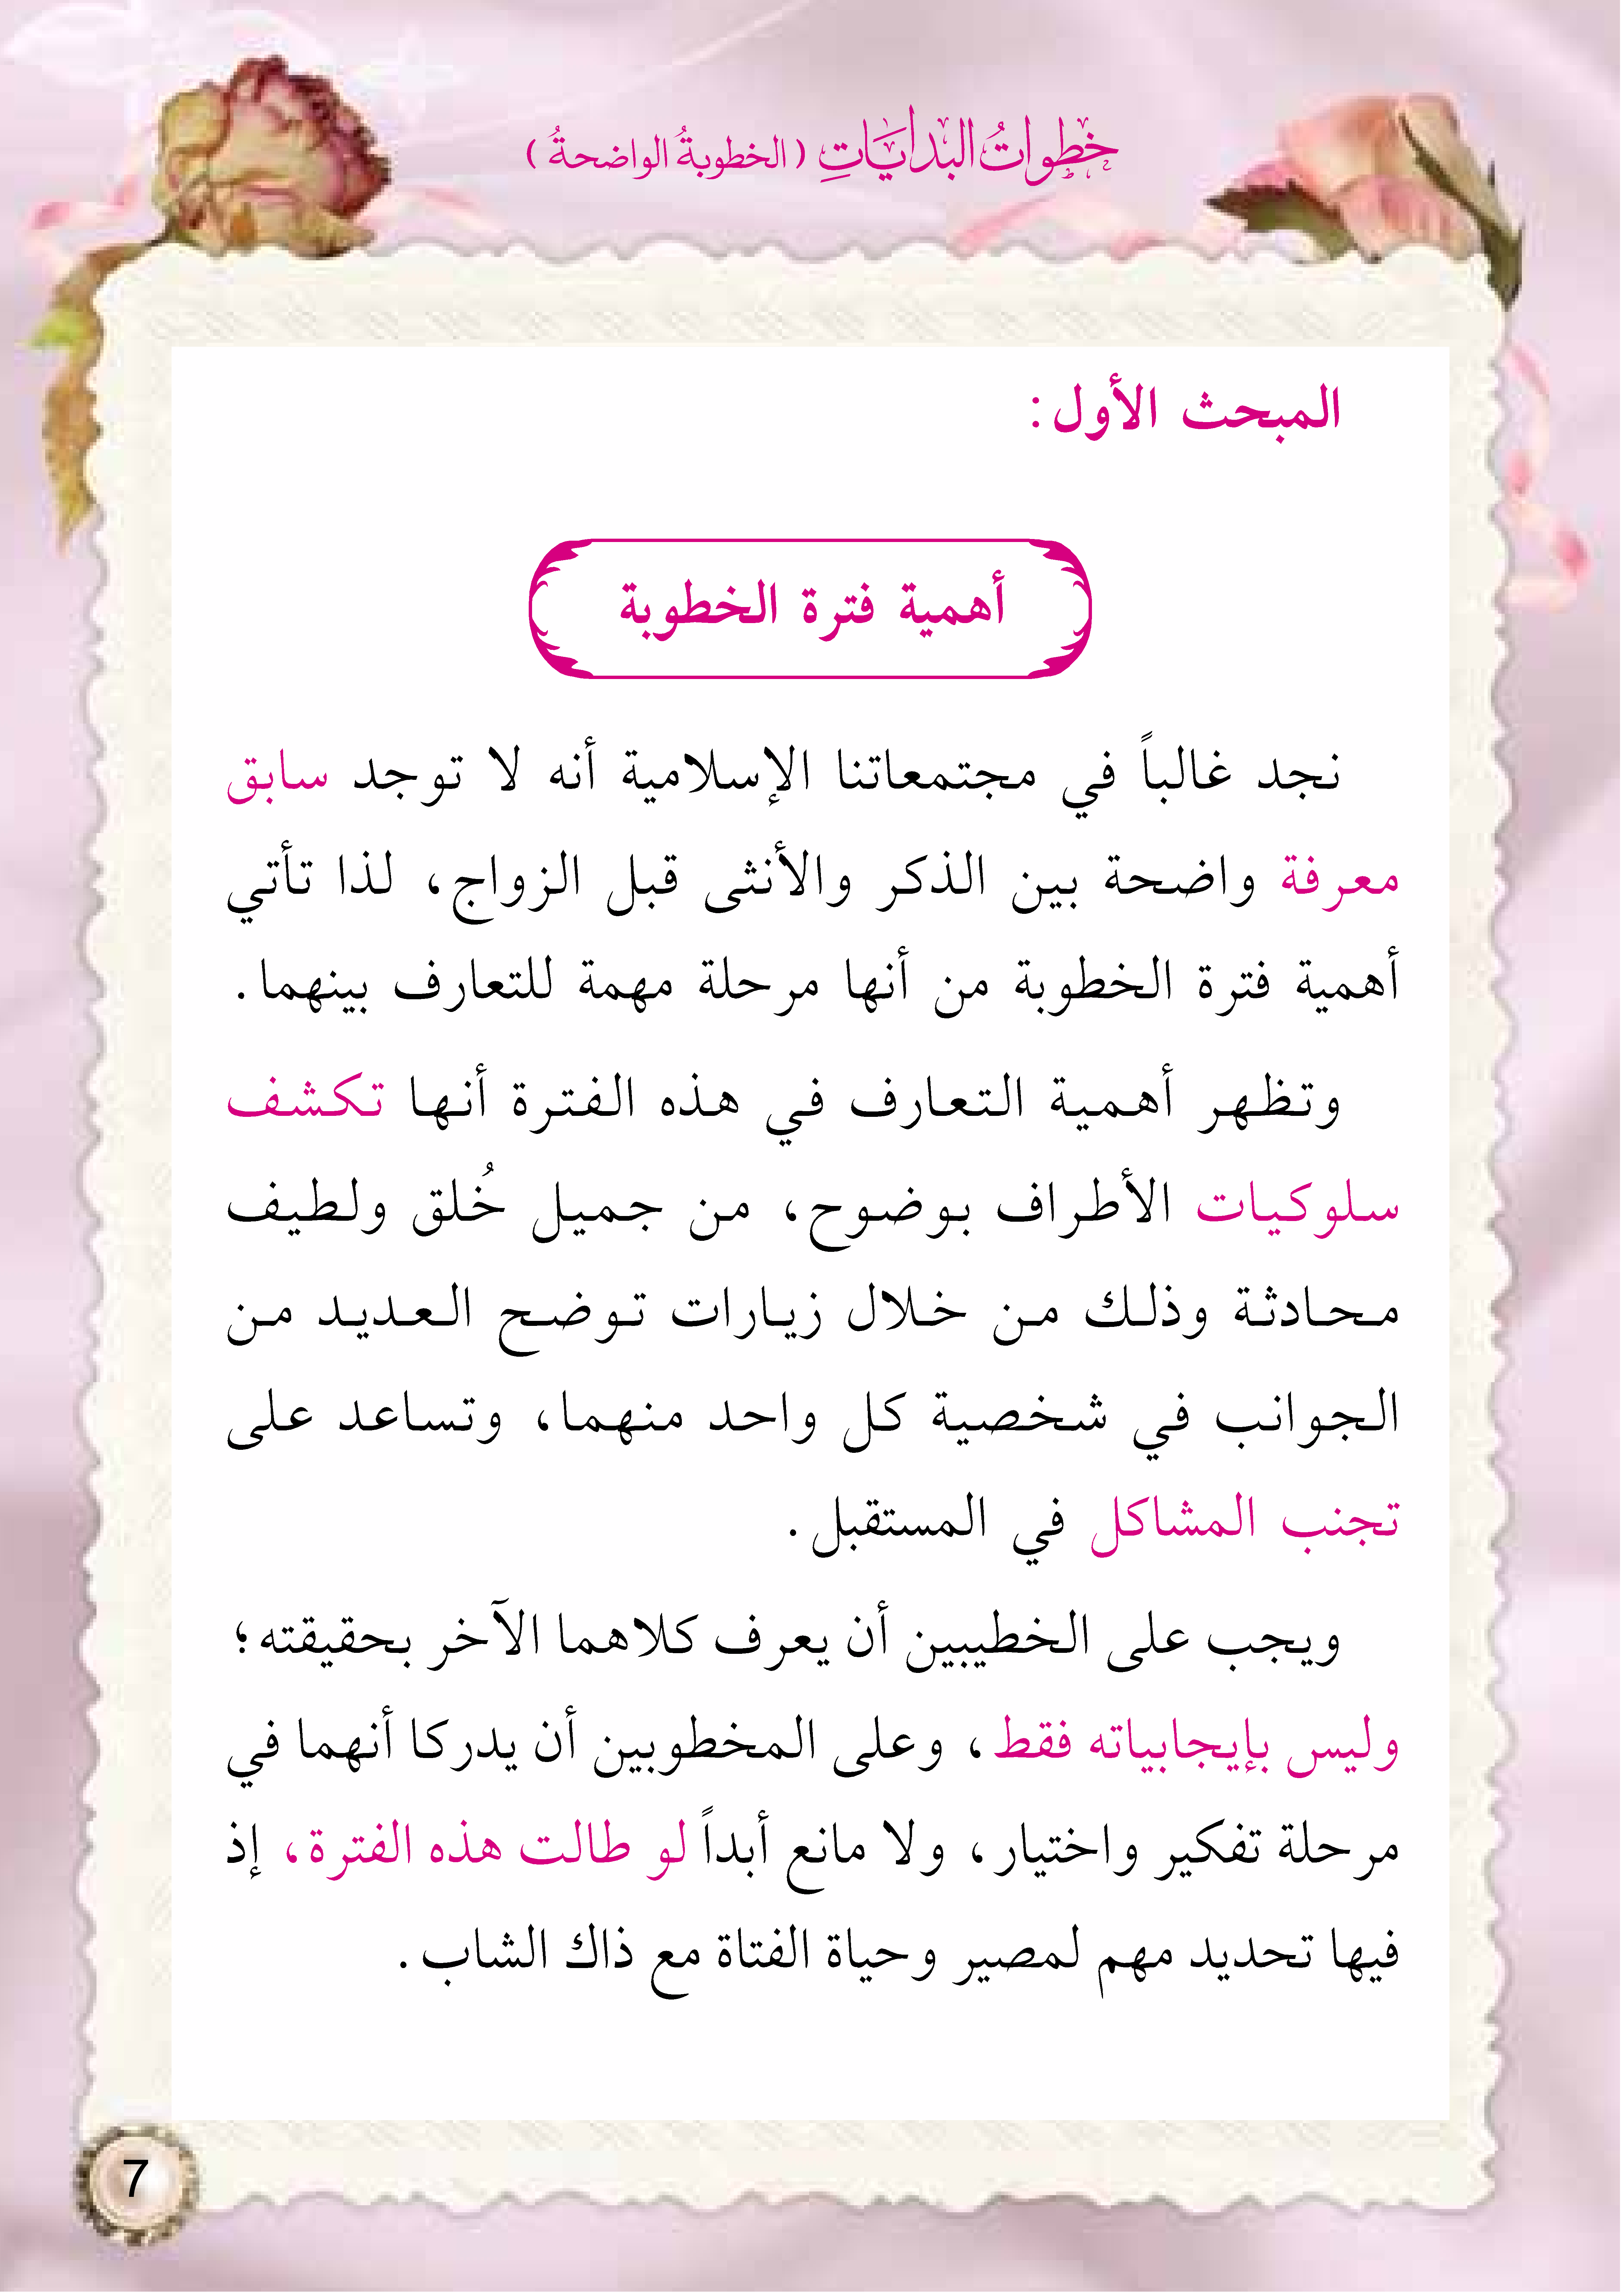 خطواتُ البداياتِ (الخطوبةُ الواضحةُ)
المبحث الأول:
أهمية فترة الخطوبة
نجد غالباً في مجتمعاتنا الإسلامية أنه لا توجد سابق
معرفة واضحة بين الذكر والأنثى قبل الزواج، لذا تأتي
أهمية فترة الخطوبة من أنها مرحلة مهمة للتعارف بينهما.
وتظهر أهمية التعارف في هذه الفترة أنها تكشف
سلوكيات الأطراف بوضوح، من جميل خُلق ولطيف
محادثة وذلك من خلال زيارات توضح العديد من
الجوانب في شخصية كل واحد منهما، وتساعد على
تجنب المشاكل في المستقبل.
ويجب على الخطيبين أن يعرف كلاهما الآخر بحقيقته؛
وليس بإيجابياته فقط، وعلى المخطوبين أن يدركا أنهما في
مرحلة تفكير واختيار، ولا مانع أبداً لو طالت هذه الفترة، إذ
فيها تحديد مهم لمصير وحياة الفتاة مع ذاك الشاب.
7